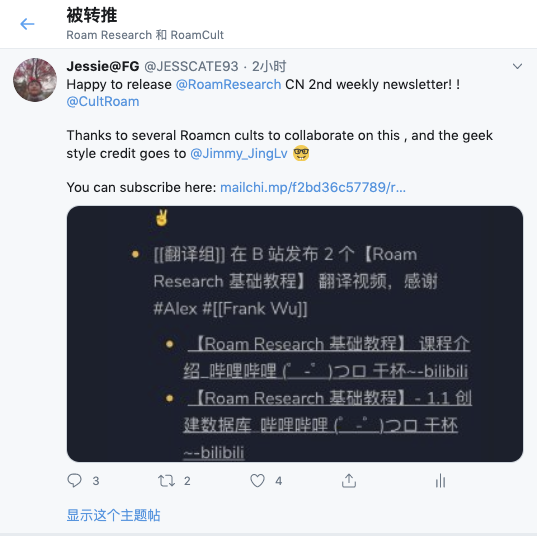 被转推
Roam Research 和 RoamCult
Jessie@FG @JESSCATE93 · 2小时
Happy to release @RoamResearch CN 2nd weekly newsletter! !
@CultRoam
Thanks to several Roamcn cults to collaborate on this , and the geek
style credit goes to @Jimmy_JingLv 🤓
You can subscribe here: mailchi.mp/f2bd36c57789/r...
✌
• [[翻译组]] 在 B 站发布 2 个【Roam
Research 基础教程】 翻译视频，感谢
#Alex #[[Frank Wu]]
• 【Roam Research 基础教程】 课程介
绍_哔哩哔哩 (゜-゜)つロ 干杯~-bilibili
• 【Roam Research 基础教程】- 1.1 创
建数据库_哔哩哔哩 (゜-゜)つロ 干杯
~-bilibili
3 2 4
显示这个主题帖